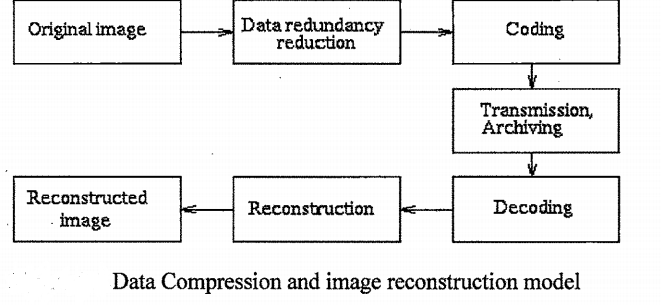 Original image
Data redundancy
reduction
Coding
Transmission,
Archiving
Decoding
Reconstruction
Reconstructed
image
Data Compression and image reconstruction model